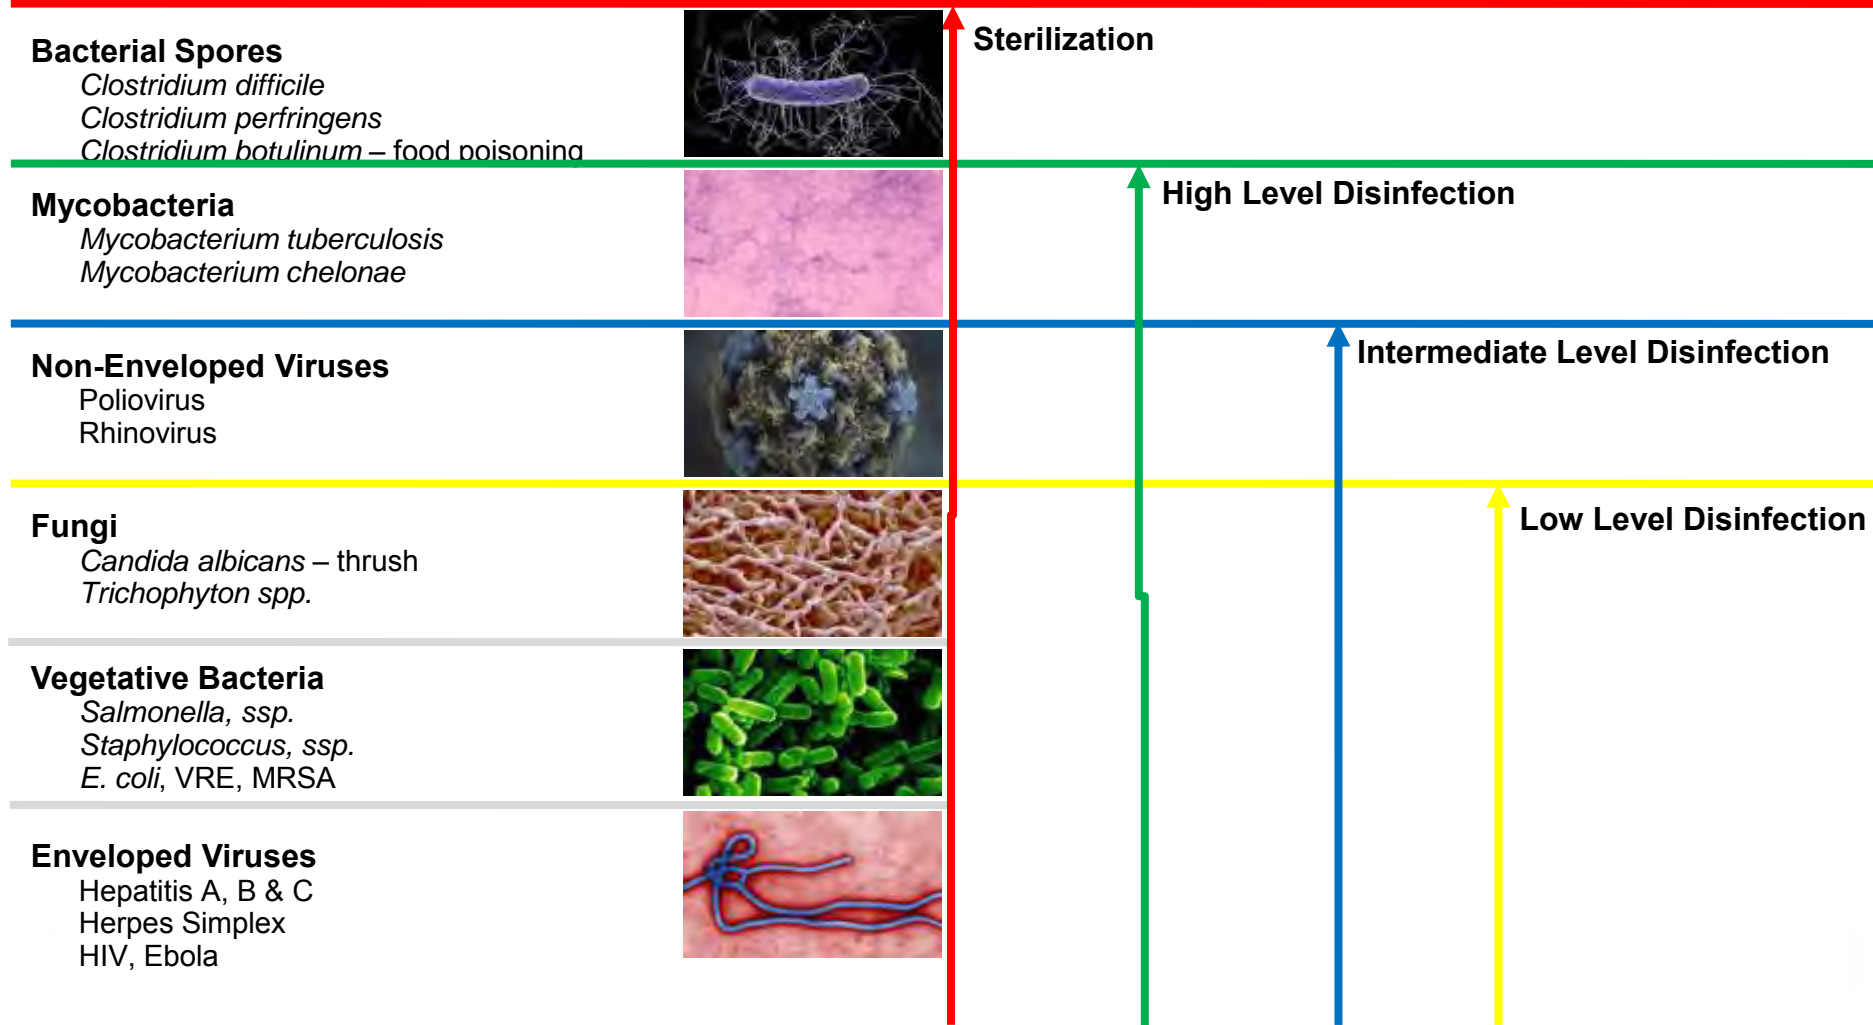 Bacterial Spores
Clostridium difficile
Clostridium perfringens
Clostridium botulinum – food poisoning
Sterilization
Mycobacteria
Mycobacterium tuberculosis
Mycobacterium chelonae
High Level Disinfection
Non-Enveloped Viruses
Poliovirus
Rhinovirus
Intermediate Level Disinfection
Fungi
Candida albicans – thrush
Trichophyton spp.
Low Level Disinfection
Vegetative Bacteria
Salmonella, ssp.
Staphylococcus, ssp.
E. coli, VRE, MRSA
Enveloped Viruses
Hepatitis A, B & C
Herpes Simplex
HIV, Ebola